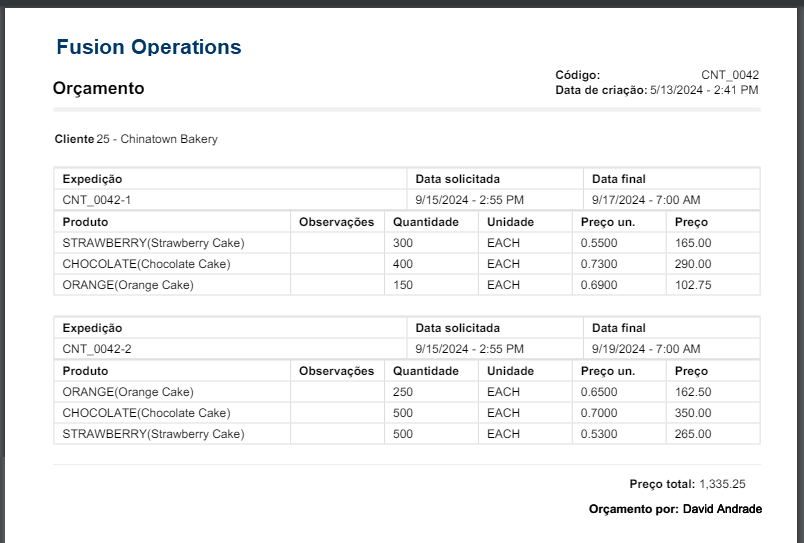 Fusion Operations
Orçamento
Código: CNT_0042
Data de criação: 5/13/2024 - 2:41 PM
Cliente 25 - Chinatown Bakery
Expedição Data solicitada Data final
CNT_0042-1 9/15/2024 - 2:55 PM 9/17/2024 - 7:00 AM
Produto Observações Quantidade Unidade Preço un. Preço
STRAWBERRY(Strawberry Cake) 300 EACH 0.5500 165.00
CHOCOLATE(Chocolate Cake) 400 EACH 0.7300 290.00
ORANGE(Orange Cake) 150 EACH 0.6900 102.75
Expedição Data solicitada Data final
CNT_0042-2 9/15/2024 - 2:55 PM 9/19/2024 - 7:00 AM
Produto Observações Quantidade Unidade Preço un. Preço
ORANGE(Orange Cake) 250 EACH 0.6500 162.50
CHOCOLATE(Chocolate Cake) 500 EACH 0.7000 350.00
STRAWBERRY(Strawberry Cake) 500 EACH 0.5300 265.00
Preço total: 1,335.25
Orçamento por: David Andrade